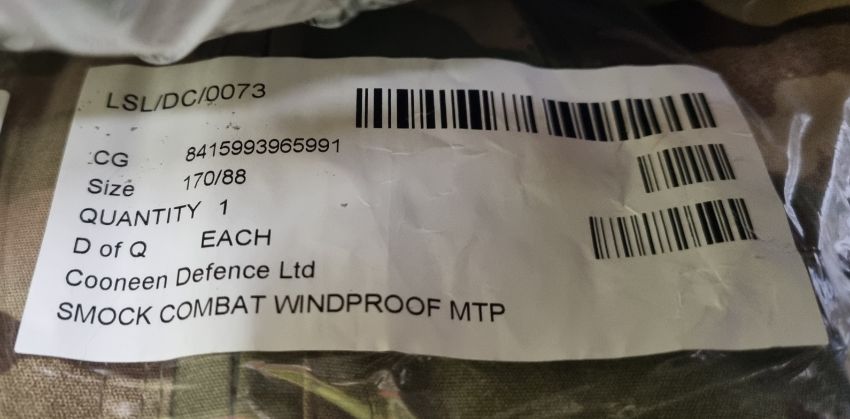 LSL/DC/0073
CG 8415993965991
Size 170/88
QUANTITY 1
D of Q EACH
Cooneen Defence Ltd
SMOCK COMBAT WINDPROOF MTP